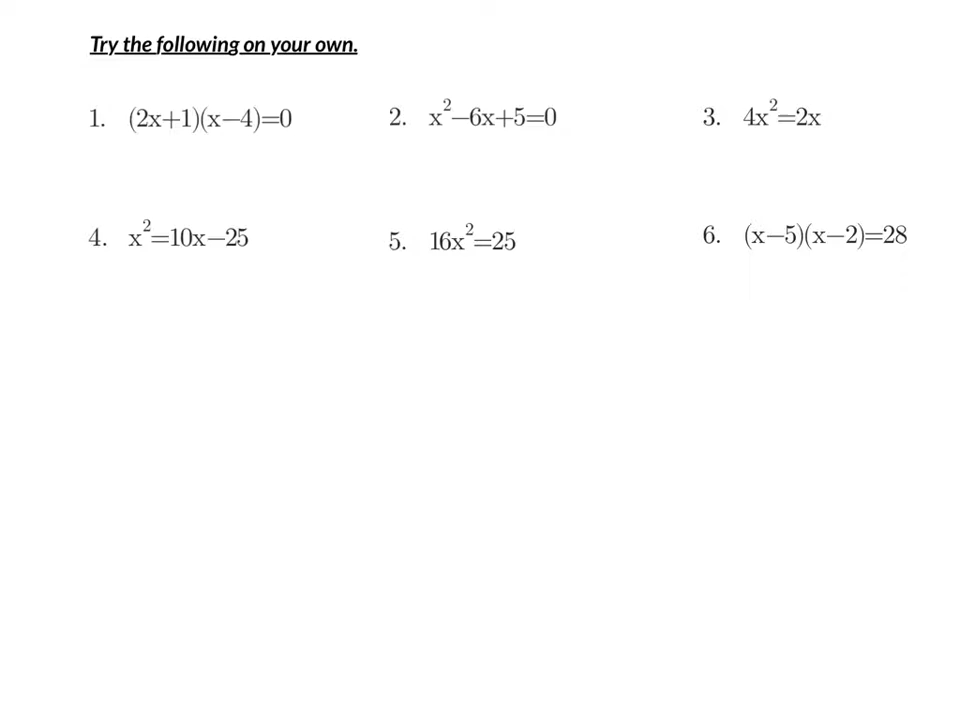 Try the following on your own.
1. (2x+1)(x−4)=0 2. x²−6x+5=0 3. 4x²=2x
4. x²=10x−25 5. 16x²=25 6. (x−5)(x−2)=28